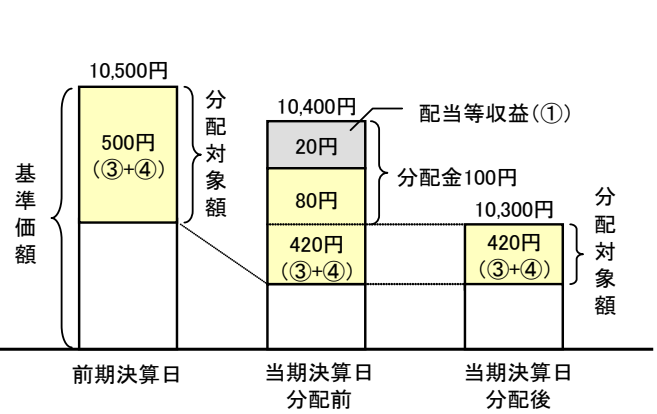 10,500円
分配対象額
500円
(③+④)
基準価額
10,400円
配当等収益(①)
20円
分配金100円
80円
420円
(③+④)
10,300円
分配対象額
420円
(③+④)
前期決算日
当期決算日
分配前
当期決算日
分配後